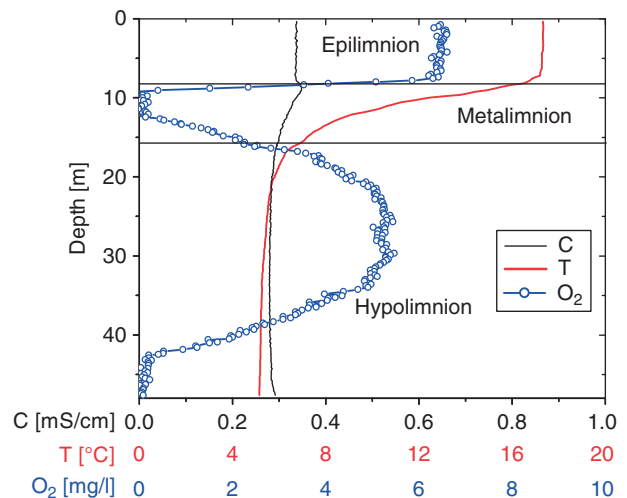 0
Epilimnion
10
Metalimnion
20
Depth [m]
30
C
T
O₂
Hypolimnion
40
0.0 0.2 0.4 0.6 0.8 1.0
C [mS/cm]
T [°C] 0 4 8 12 16 20
O₂ [mg/l] 0 2 4 6 8 10